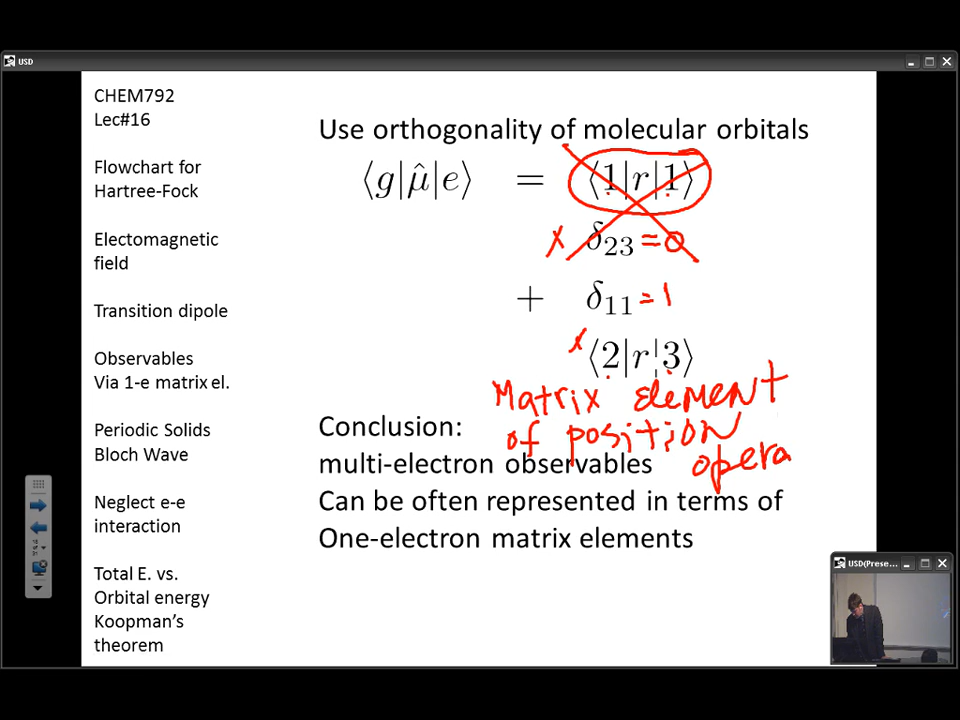 USD
CHEM792
Lec#16
Flowchart for
Hartree-Fock
Electomagnetic
field
Transition dipole
Observables
Via 1-e matrix el.
Periodic Solids
Bloch Wave
Neglect e-e
interaction
Total E. vs.
Orbital energy
Koopman's
theorem
Use orthogonality of molecular orbitals
⟨g|μ̂|e⟩ = ⟨1|r|1⟩
x δ₂₃ = 0
+ δ₁₁ = 1
x ⟨2|r|3⟩
Matrix element
of position
opera
Conclusion:
multi-electron observables
Can be often represented in terms of
One-electron matrix elements
USD(Prese...